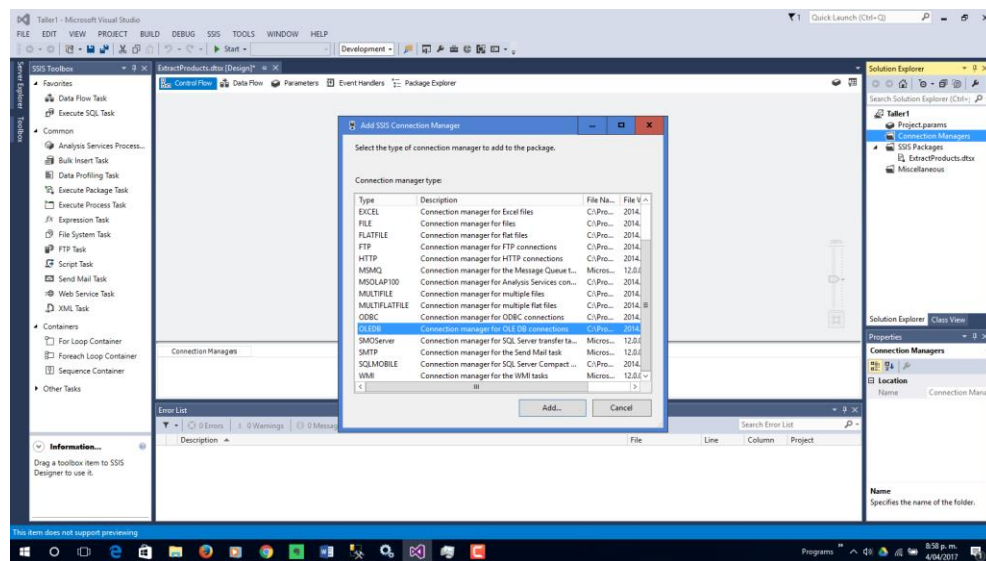 Taller1 - Microsoft Visual Studio
1 Quick Launch (Ctrl+Q)
FILE EDIT VIEW PROJECT BUILD DEBUG SSIS TOOLS WINDOW HELP
Start - Development
Server Explorer
Toolbox
SSIS Toolbox
Favorites
Data Flow Task
Execute SQL Task
Common
Analysis Services Process...
Bulk Insert Task
Data Profiling Task
Execute Package Task
Execute Process Task
Expression Task
File System Task
FTP Task
Script Task
Send Mail Task
Web Service Task
XML Task
Containers
For Loop Container
Foreach Loop Container
Sequence Container
Other Tasks
Information...
Drag a toolbox item to SSIS
Designer to use it.
ExtractProducts.dtsx [Design]*
Control Flow Data Flow Parameters Event Handlers Package Explorer
Add SSIS Connection Manager
Select the type of connection manager to add to the package.
Connection manager type:
Type Description File Na... File V
EXCEL Connection manager for Excel files C:\Pro... 2014.
FILE Connection manager for files C:\Pro... 2014.
FLATFILE Connection manager for flat files C:\Pro... 2014.
FTP Connection manager for FTP connections C:\Pro... 2014.
HTTP Connection manager for HTTP connections C:\Pro... 2014.
MSMQ Connection manager for the Message Queue t... Micros... 12.0.
MSOLAP100 Connection manager for Analysis Services con... C:\Pro... 2014.
MULTIFILE Connection manager for multiple files C:\Pro... 2014.
MULTIFLATFILE Connection manager for multiple flat files C:\Pro... 2014.
ODBC Connection manager for ODBC connections C:\Pro... 2014.
OLEDB Connection manager for OLE DB connections C:\Pro... 2014.
SMOServer Connection manager for SQL Server transfer ta... Micros... 12.0.
SMTP Connection manager for the Send Mail task Micros... 12.0.
SQLMOBILE Connection manager for SQL Server Compact ... C:\Pro... 2014.
WMI Connection manager for the WMI tasks Micros... 12.0.
Add... Cancel
Connection Managers
Error List
0 Errors 0 Warnings 0 Messag
Search Error List
Description File Line Column Project
Solution Explorer
Search Solution Explorer (Ctrl+;)
Taller1
Project.params
Connection Managers
SSIS Packages
ExtractProducts.dtsx
Miscellaneous
Solution Explorer Class View
Properties
Connection Managers
Location
Name Connection Mana
Name
Specifies the name of the folder.
This item does not support previewing
Programs
8:58 p. m.
4/04/2017